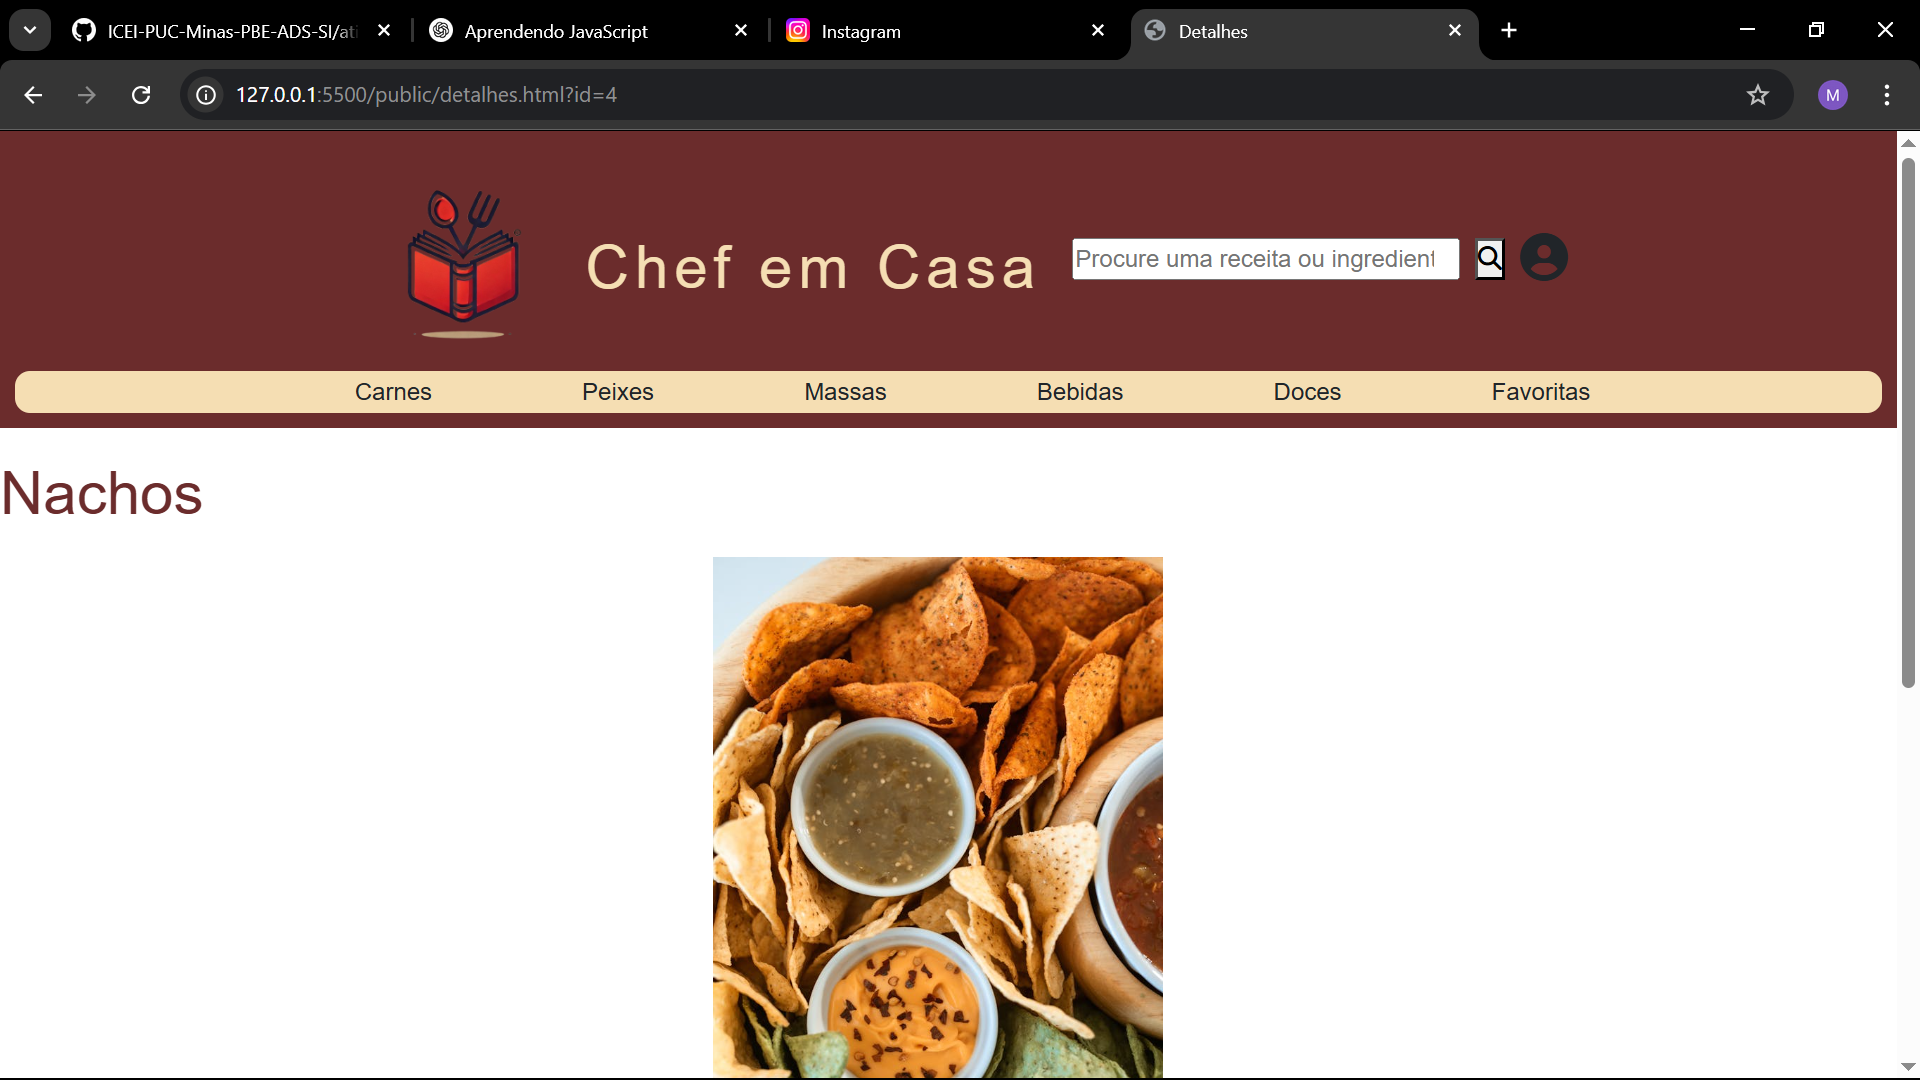 ICEI-PUC-Minas-PBE-ADS-SI/ati
Aprendendo JavaScript
Instagram
Detalhes
127.0.0.1:5500/public/detalhes.html?id=4
M
Chef em Casa
Procure uma receita ou ingredient
Carnes
Peixes
Massas
Bebidas
Doces
Favoritas
Nachos